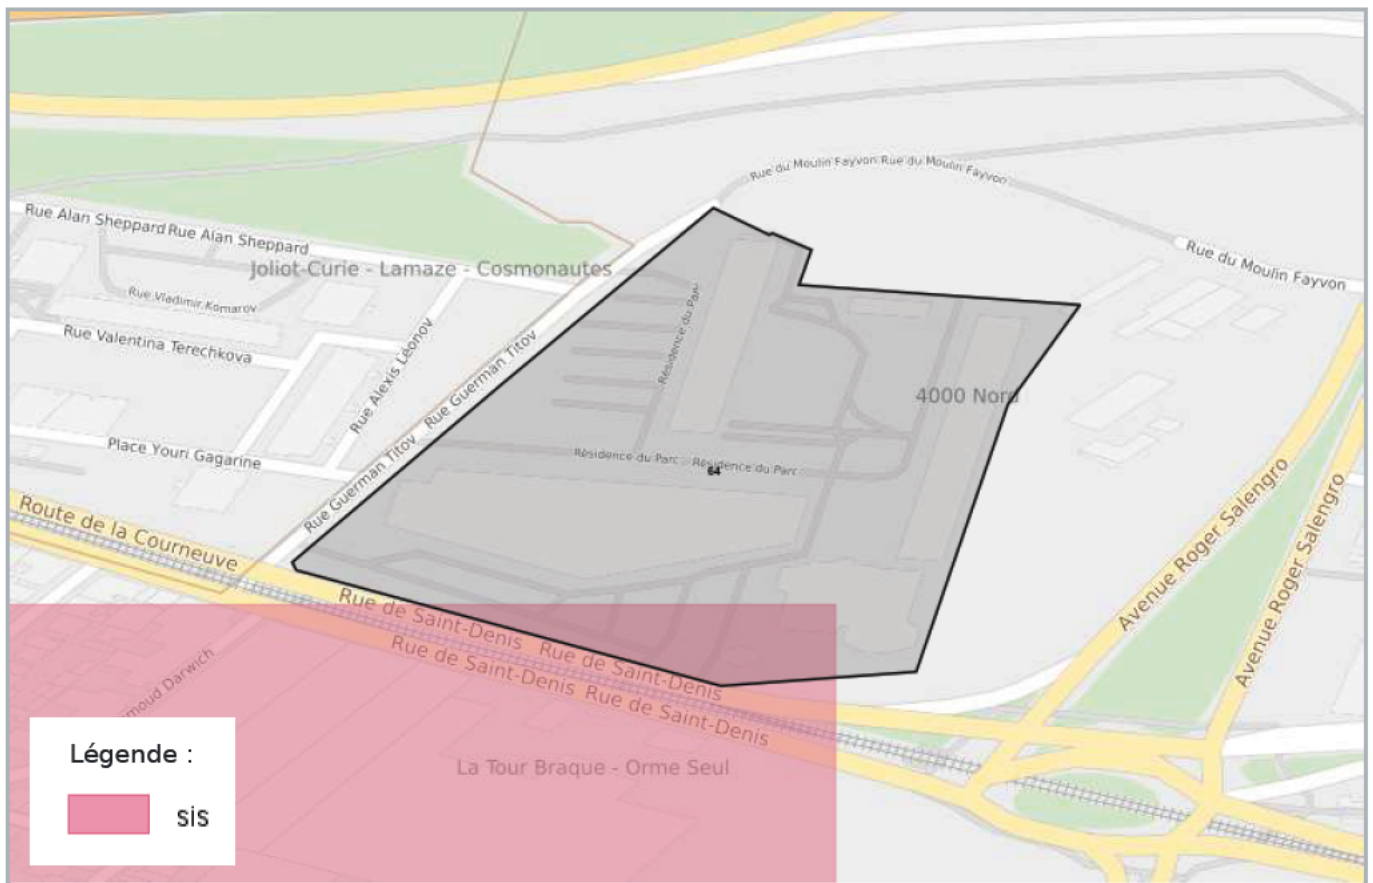 Rue du Moulin Fayvon Rue du Moulin Fayvon
Rue Alan Sheppard Rue Alan Sheppard
Rue du Moulin Fayvon
Joliot-Curie - Lamaze - Cosmonautes
Rue Vladimir Komarov
Résidence du Parc
Rue Valentina Terechkova
Rue Alexis Léonov
Rue Guerman Titov
4000 Nord
Place Youri Gagarine
Rue Guerman Titov
Résidence du Parc
Résidence du Parc
64
Route de la Courneuve
Avenue Roger Salengro
Avenue Roger Salengro
Rue de Saint-Denis
Rue de Saint-Denis
Rue de Saint-Denis
Rue de Saint-Denis
Darwich
La Tour Braque - Orme Seul
Légende :
sis